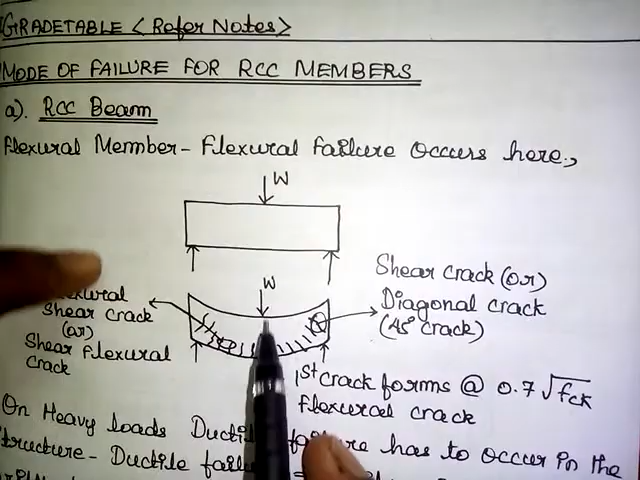 GRADETABLE <Refer Notes>
MODE OF FAILURE FOR RCC MEMBERS
a). RCC Beam
Flexural Member - Flexural failure Occurs here.,
W
W
Shear crack (or)
Diagonal crack
(45° crack)
Shear crack
(or)
Shear flexural
crack
1st crack forms @ 0.7 √fck
flexural crack
On Heavy loads Ductile failure has to occur in the
structure - Ductile